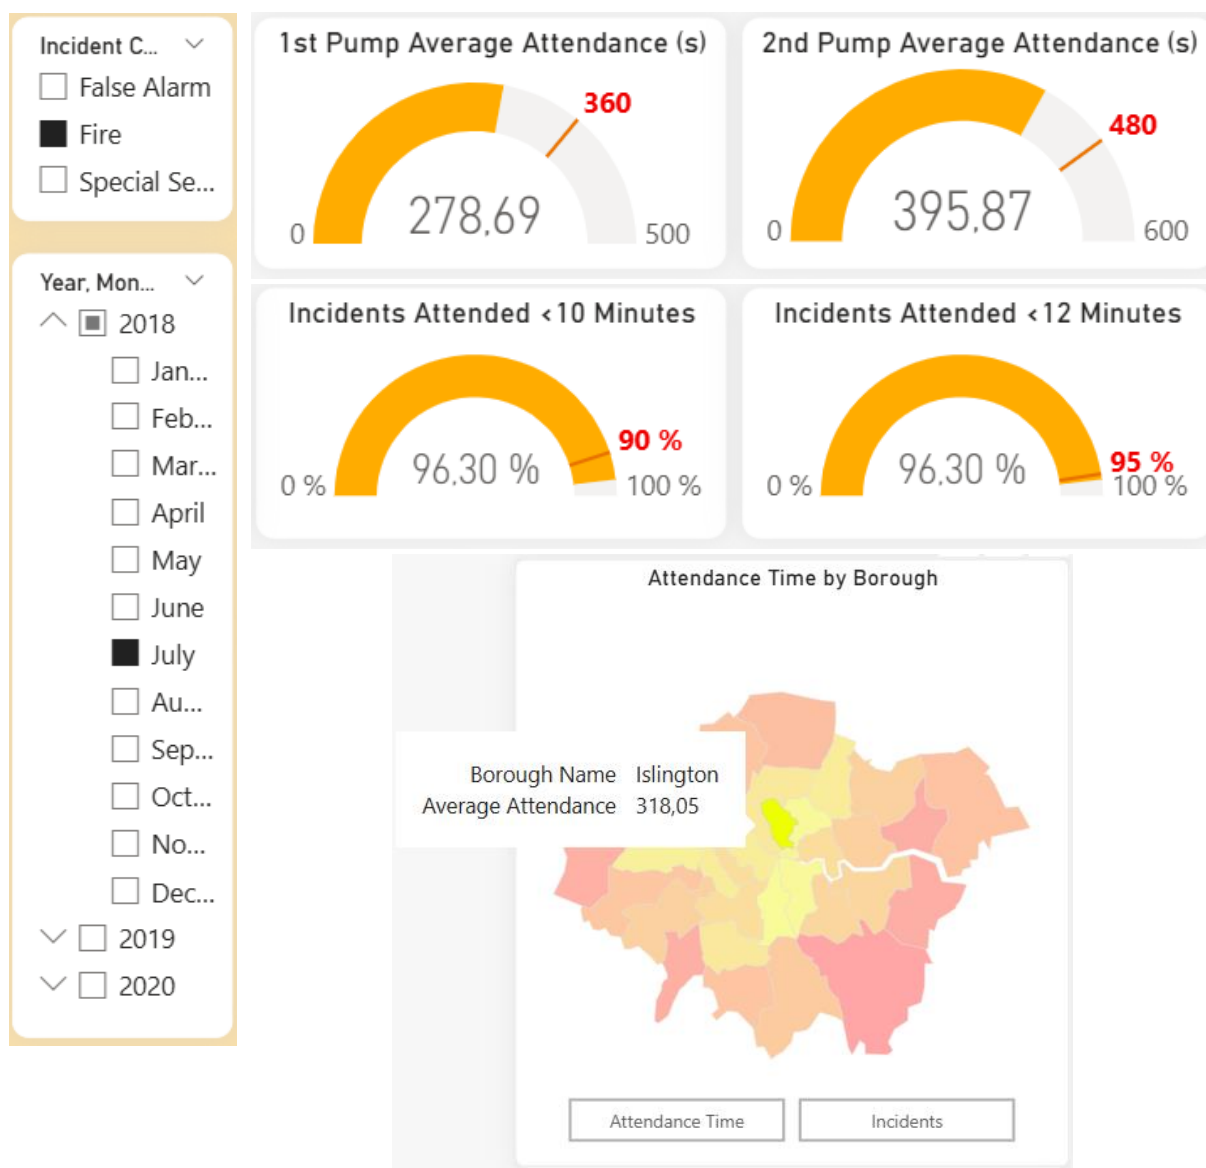 Incident C...
False Alarm
Fire
Special Se...
Year, Mon...
2018
Jan...
Feb...
Mar...
April
May
June
July
Au...
Sep...
Oct...
No...
Dec...
2019
2020
1st Pump Average Attendance (s)
360
278,69
0
500
2nd Pump Average Attendance (s)
480
395,87
0
600
Incidents Attended <10 Minutes
90 %
96,30 %
0 %
100 %
Incidents Attended <12 Minutes
95 %
96,30 %
0 %
100 %
Attendance Time by Borough
Borough Name Islington
Average Attendance 318,05
Attendance Time
Incidents